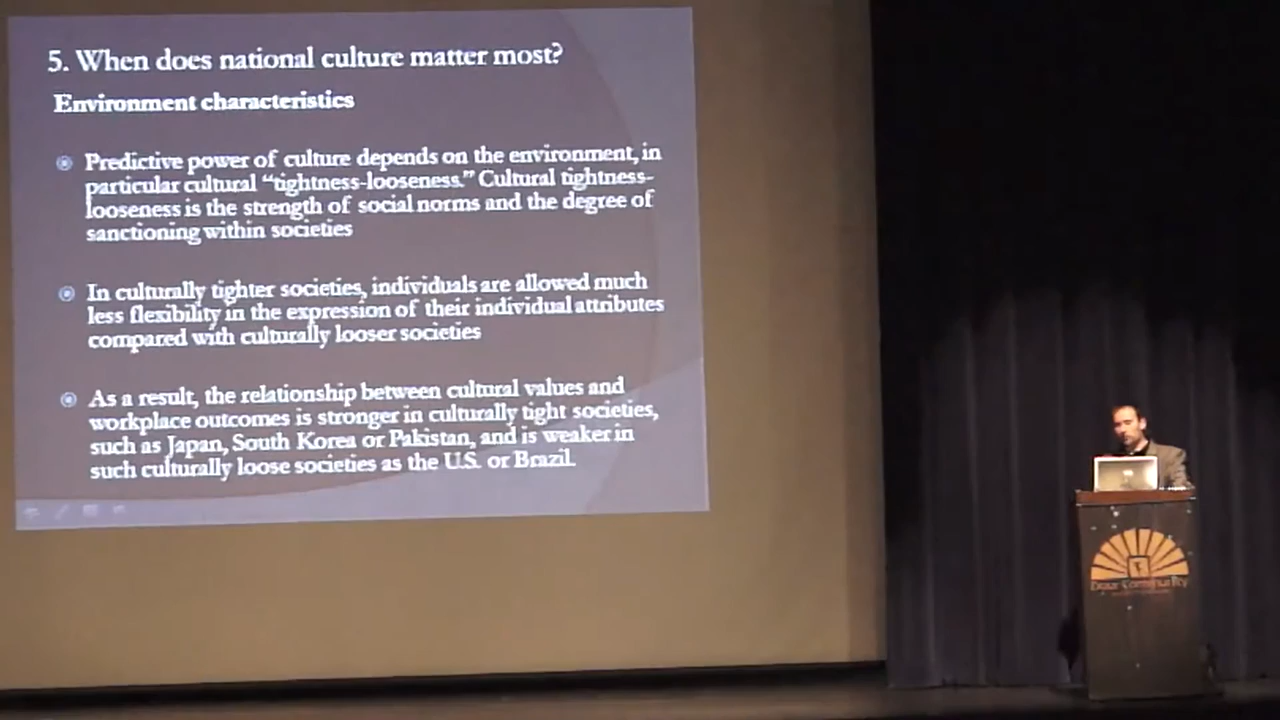 5. When does national culture matter most?
Environment characteristics
Predictive power of culture depends on the environment, in
particular cultural “tightness-looseness.” Cultural tightness-
looseness is the strength of social norms and the degree of
sanctioning within societies
In culturally tighter societies, individuals are allowed much
less flexibility in the expression of their individual attributes
compared with culturally looser societies
As a result, the relationship between cultural values and
workplace outcomes is stronger in culturally tight societies,
such as Japan, South Korea or Pakistan, and is weaker in
such culturally loose societies as the U.S. or Brazil.
Community